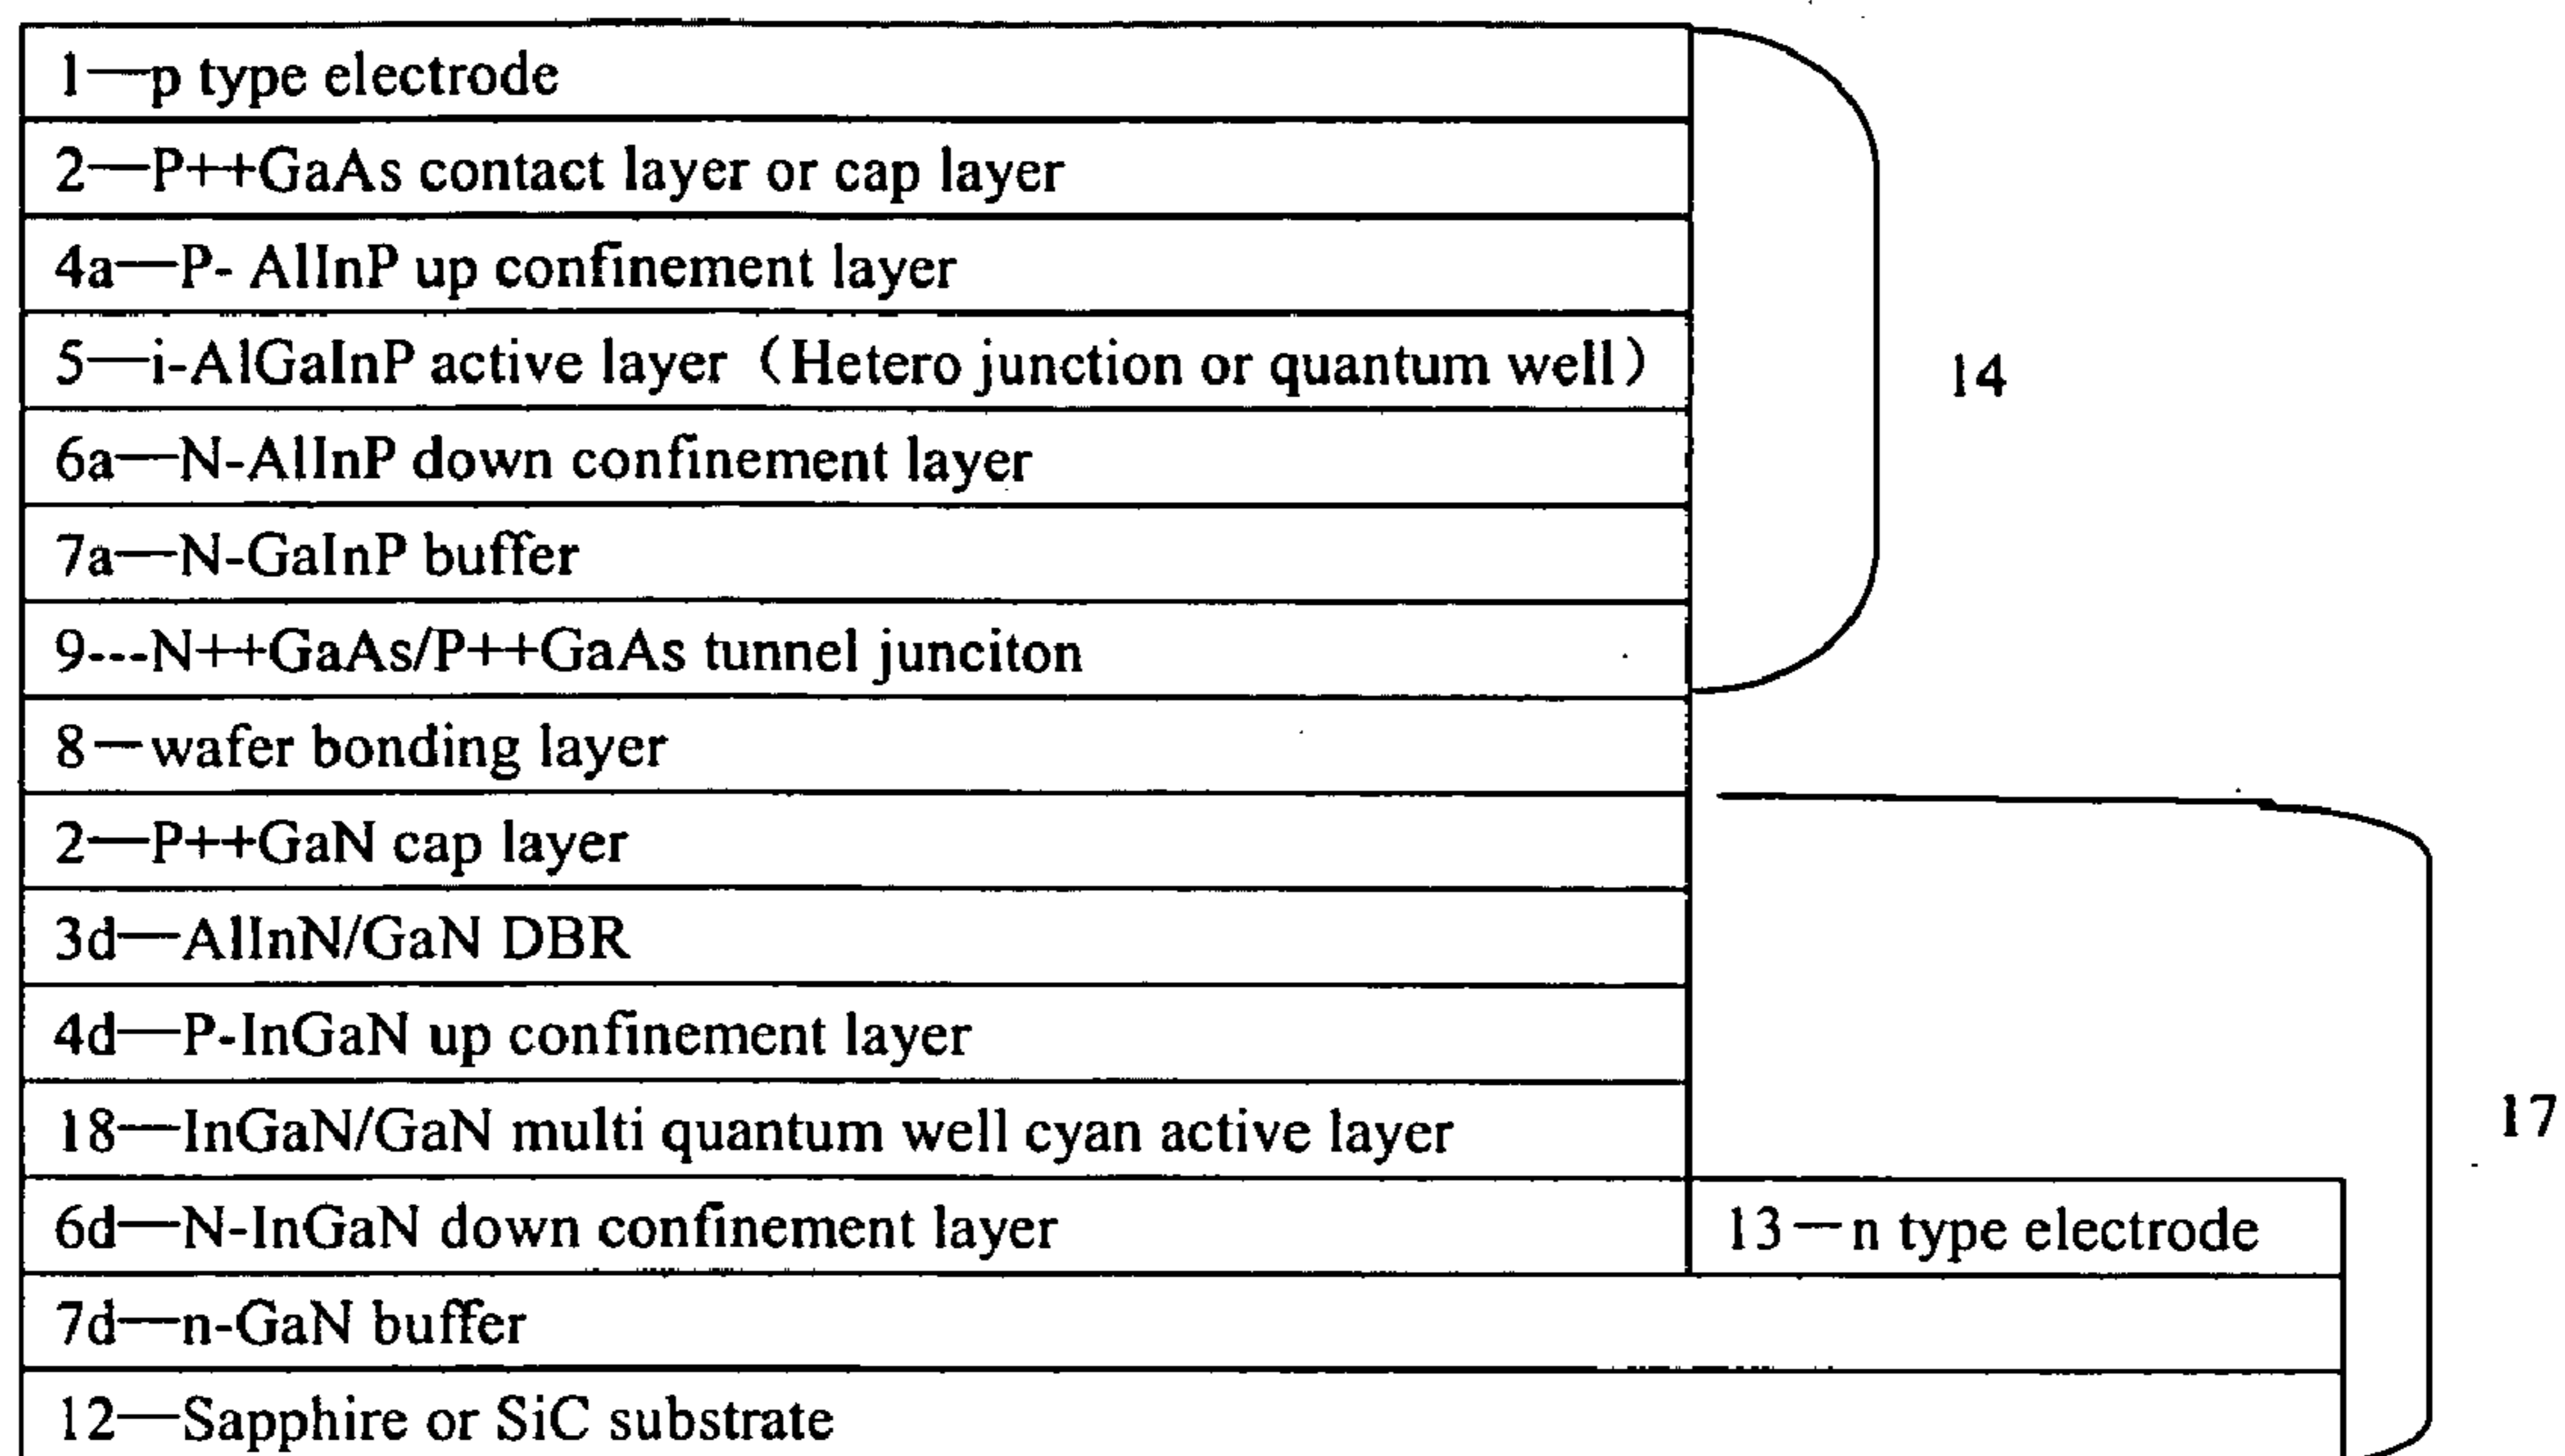 1—p type electrode
2—P++GaAs contact layer or cap layer
4a—P- AlInP up confinement layer
5—i-AlGaInP active layer（Hetero junction or quantum well）
14
6a—N-AlInP down confinement layer
7a—N-GaInP buffer
9---N++GaAs/P++GaAs tunnel junciton
8—wafer bonding layer
2—P++GaN cap layer
3d—AlInN/GaN DBR
4d—P-InGaN up confinement layer
18—InGaN/GaN multi quantum well cyan active layer
17
6d—N-InGaN down confinement layer
13—n type electrode
7d—n-GaN buffer
12—Sapphire or SiC substrate